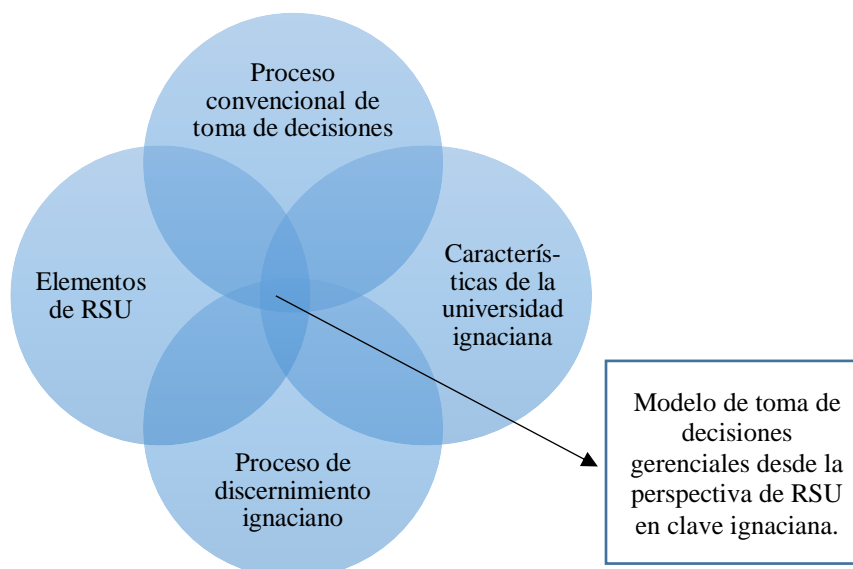 Proceso
convencional de
toma de decisiones
Elementos
de RSU
Caracterís-
ticas de la
universidad
ignaciana
Proceso de
discernimiento
ignaciano
Modelo de toma de
decisiones
gerenciales desde la
perspectiva de RSU
en clave ignaciana.